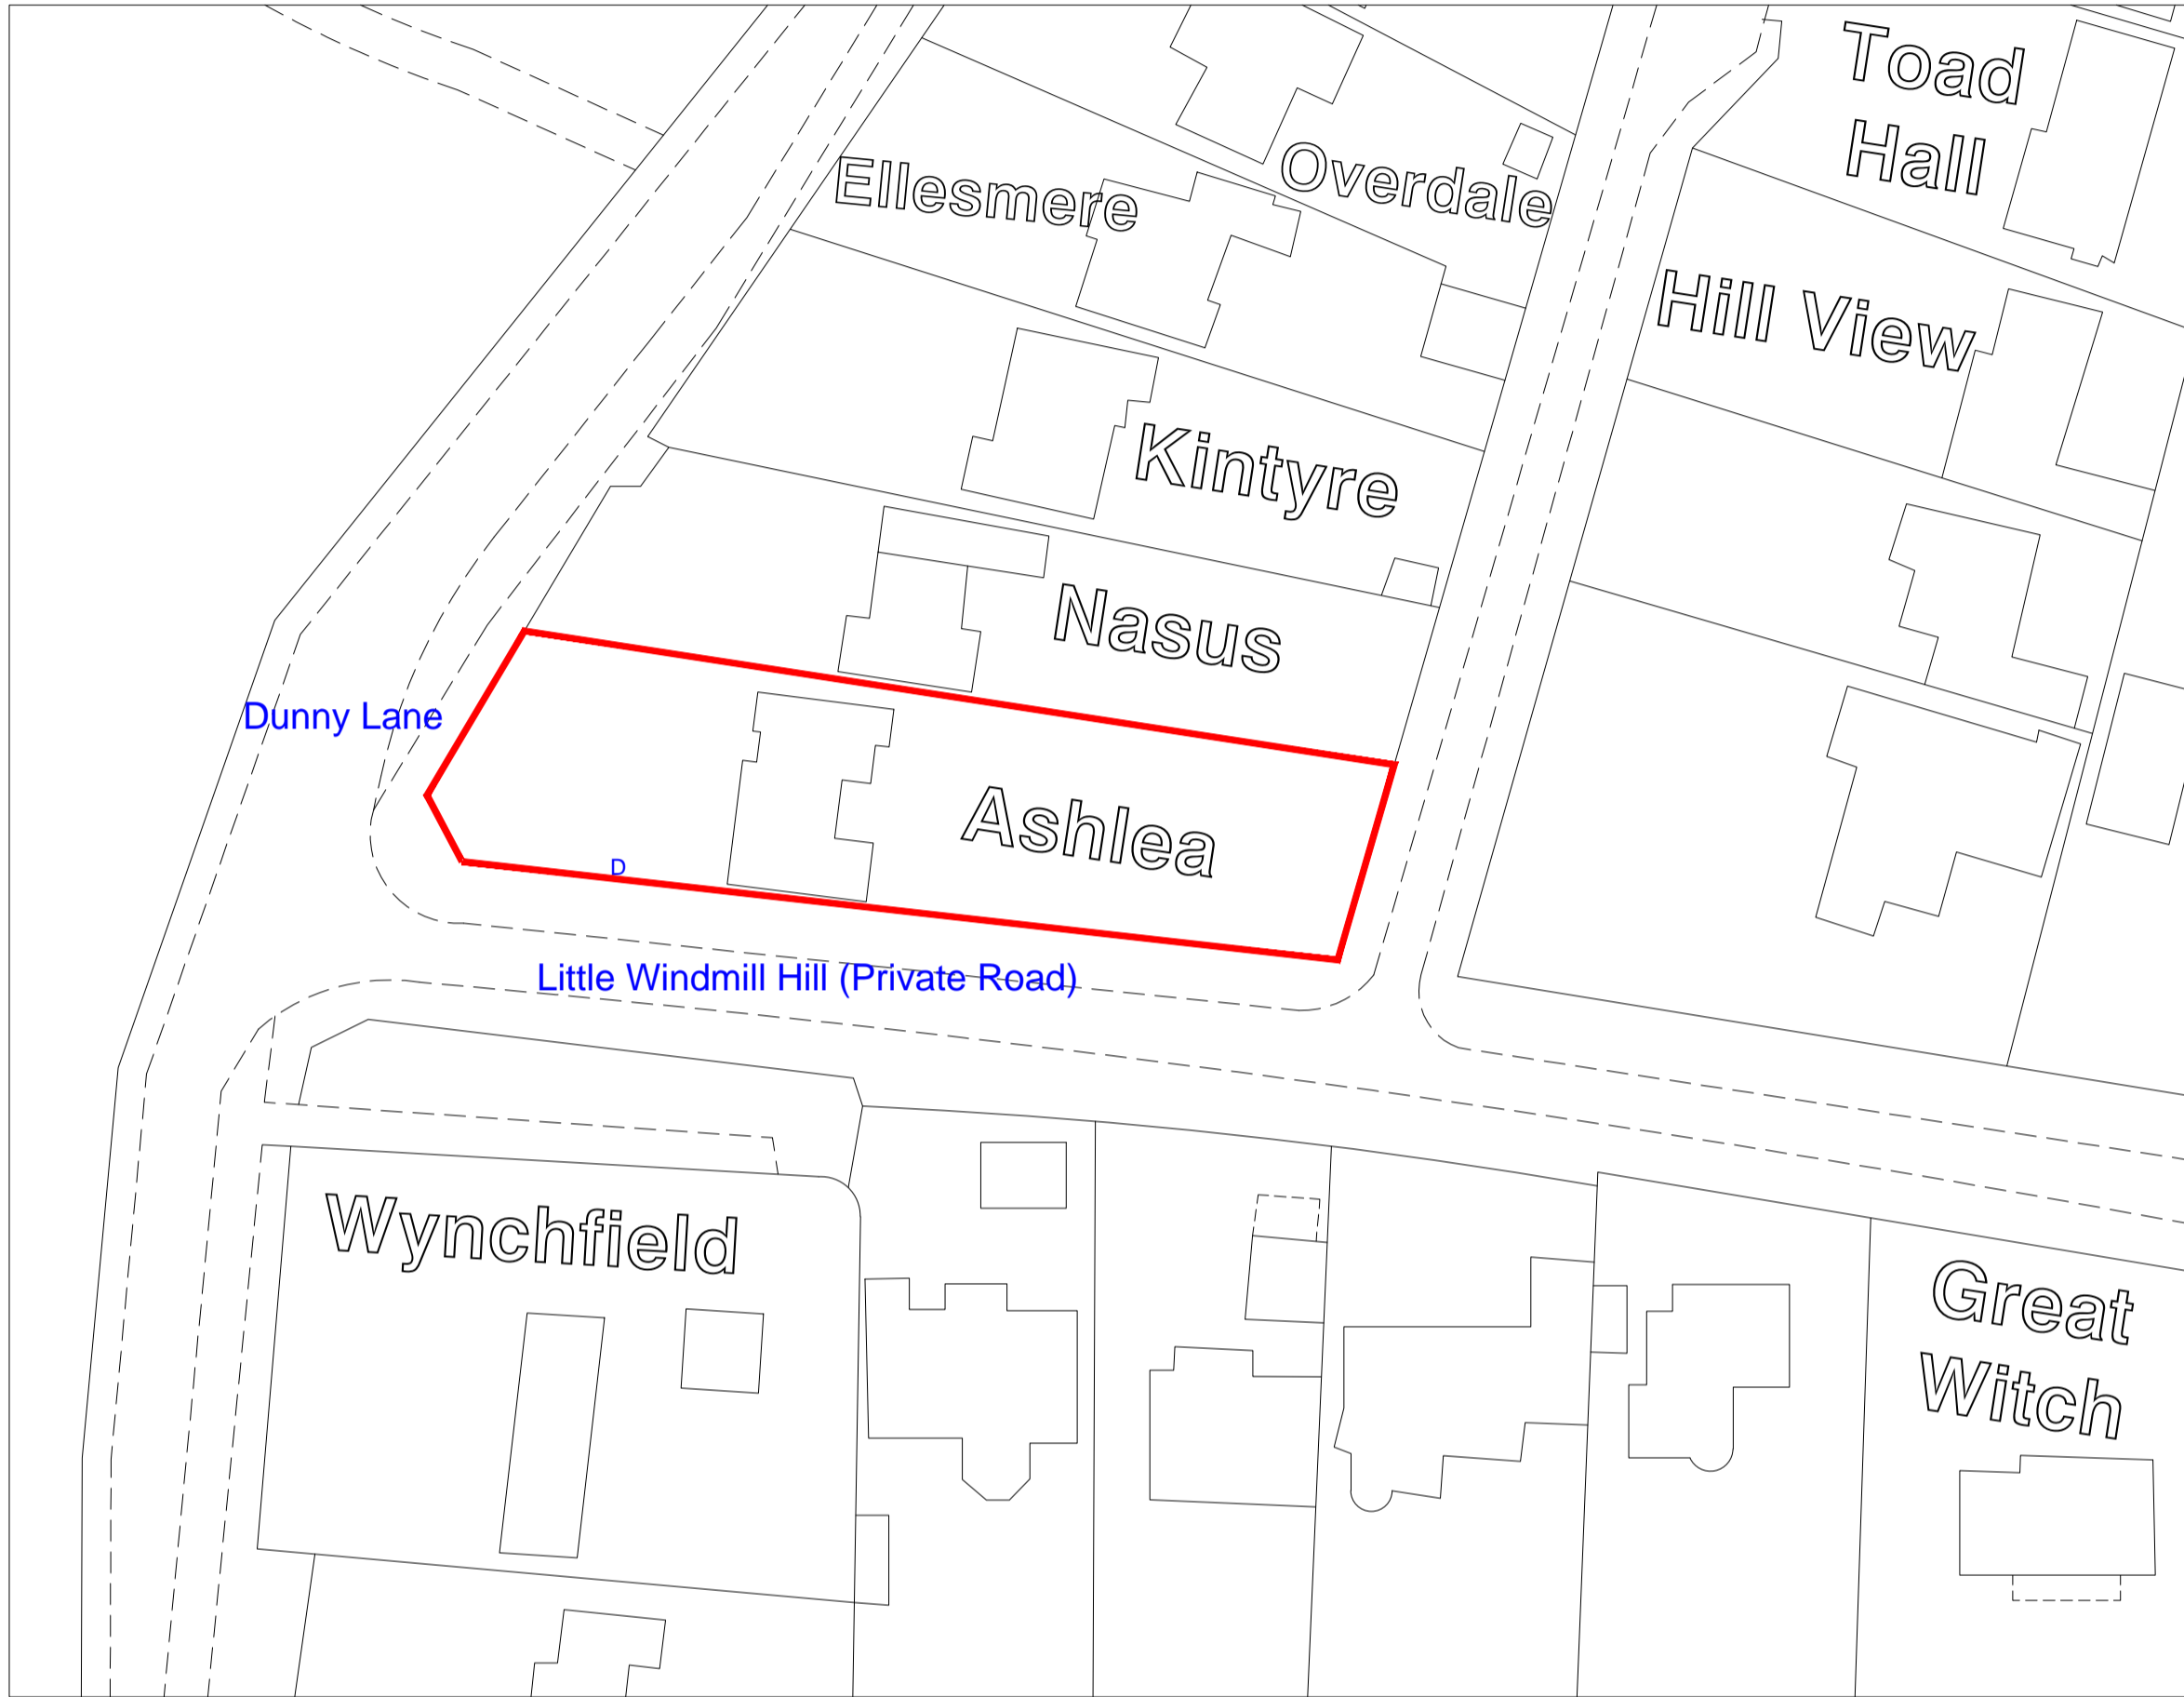 Toad
Hall
Ellesmere
Overdale
Hill View
Kintyre
Nasus
Dunny Lane
Ashlea
D
Little Windmill Hill (Private Road)
Wynchfield
Great
Witch